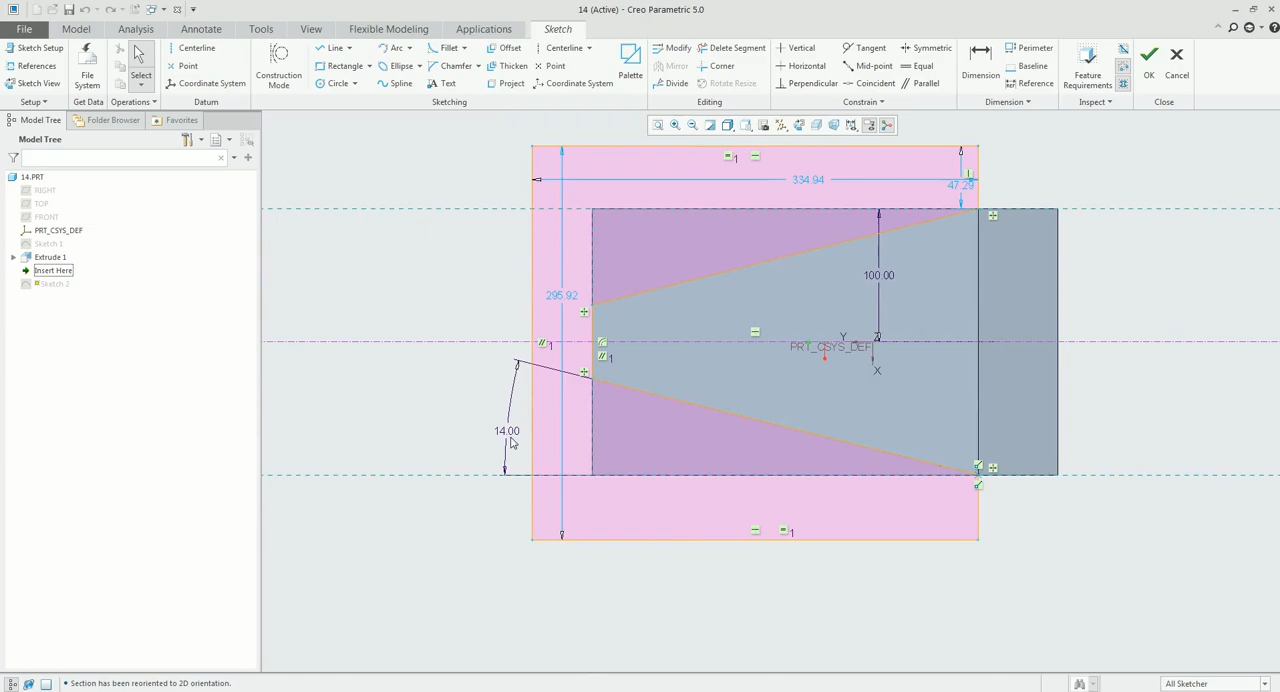 14 (Active) - Creo Parametric 5.0
File Model Analysis Annotate Tools View Flexible Modeling Applications Sketch
Sketch Setup
References
Sketch View
Setup
File System
Get Data
Select
Operations
Centerline
Point
Coordinate System
Datum
Construction Mode
Line Arc Fillet Offset Centerline
Rectangle Ellipse Chamfer Thicken Point
Circle Spline Text Project Coordinate System
Palette
Sketching
Modify Delete Segment
Mirror Corner
Divide Rotate Resize
Editing
Vertical Tangent Symmetric
Horizontal Mid-point Equal
Perpendicular Coincident Parallel
Constrain
Dimension
Perimeter
Baseline
Reference
Dimension
Feature Requirements
Inspect
OK Cancel
Close
Model Tree Folder Browser Favorites
Model Tree
14.PRT
RIGHT
TOP
FRONT
PRT_CSYS_DEF
Sketch 1
Extrude 1
Insert Here
Sketch 2
1
334.94
47.29
100.00
295.92
1
1
Y
PRT_CSYS_DEF
X
14.00
1
Section has been reoriented to 2D orientation.
All Sketcher